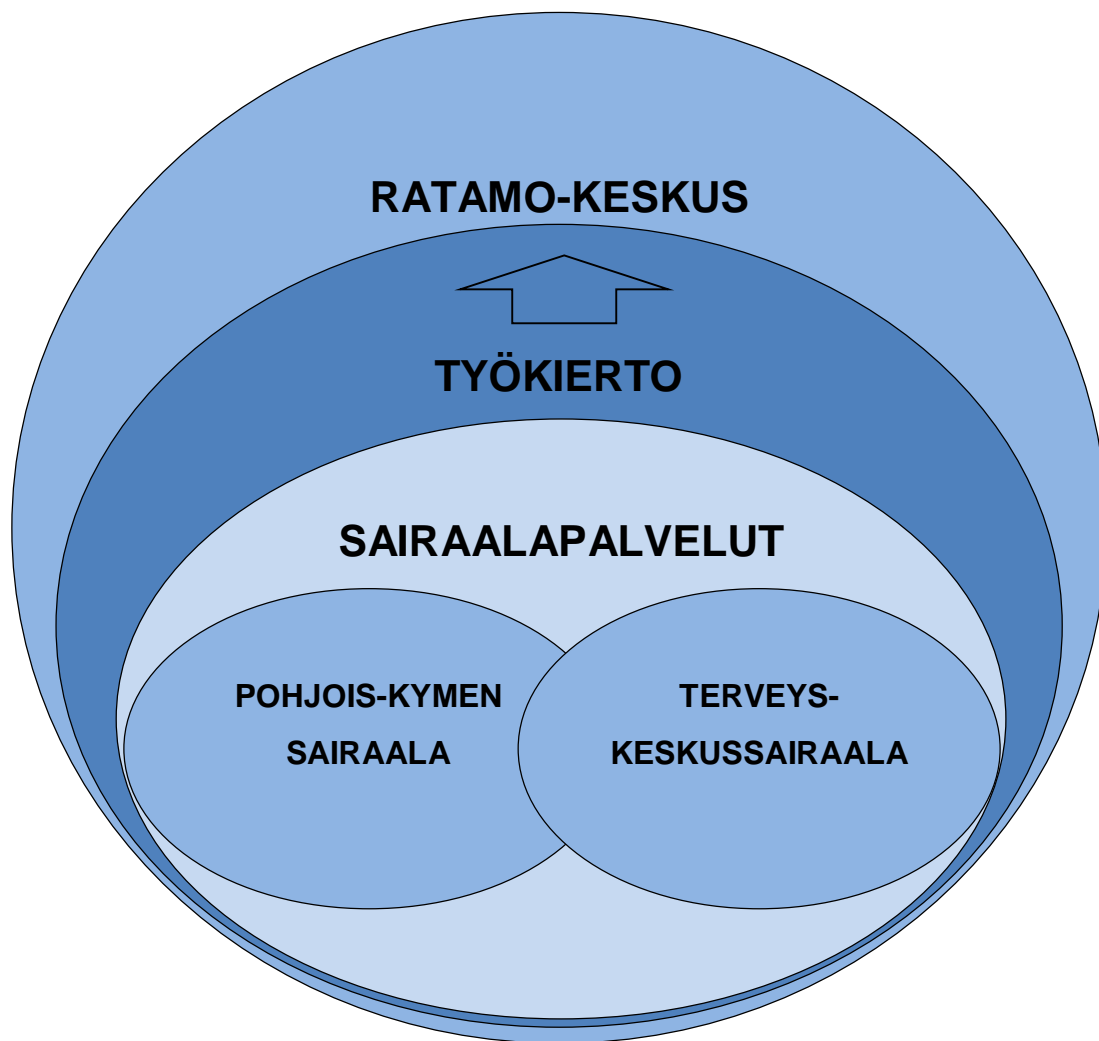 RATAMO-KESKUS
TYÖKIERTO
SAIRAALAPALVELUT
POHJOIS-KYMEN
SAIRAALA
TERVEYS-
KESKUSSAIRAALA